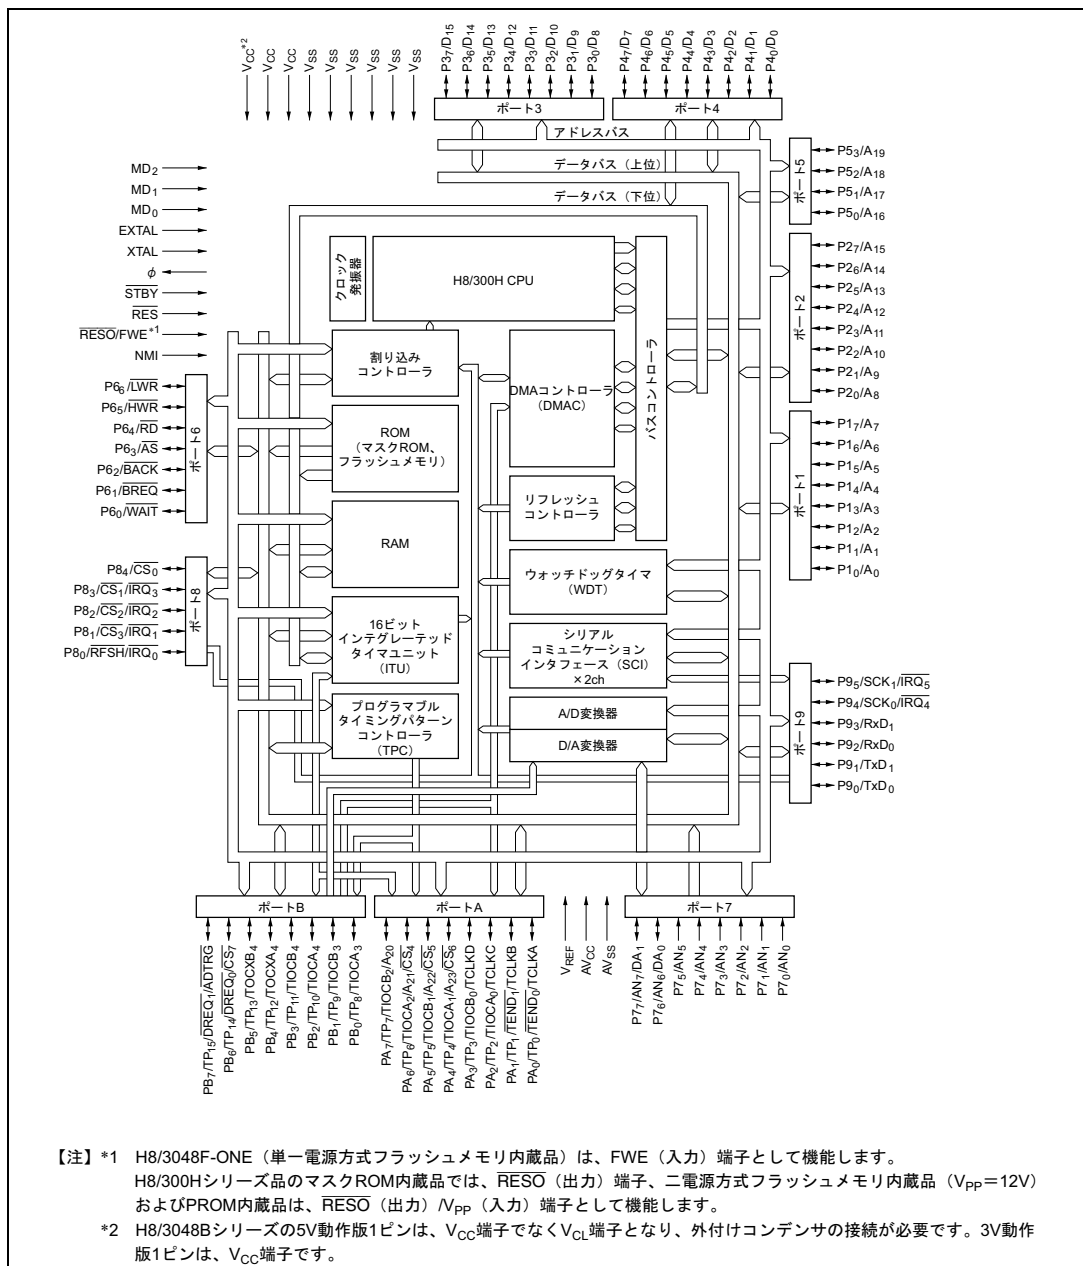 VCC*2
VCC
VCC
VSS
VSS
VSS
VSS
VSS
VSS
P37/D15
P36/D14
P35/D13
P34/D12
P33/D11
P32/D10
P31/D9
P30/D8
P47/D7
P46/D6
P45/D5
P44/D4
P43/D3
P42/D2
P41/D1
P40/D0
ポート3
ポート4
アドレスバス
データバス（上位）
データバス（下位）
MD2
MD1
MD0
EXTAL
XTAL
φ
STBY
RES
RESO/FWE*1
NMI
ポート5
P53/A19
P52/A18
P51/A17
P50/A16
ポート2
P27/A15
P26/A14
P25/A13
P24/A12
P23/A11
P22/A10
P21/A9
P20/A8
クロック
発振器
H8/300H CPU
バスコントローラ
割り込み
コントローラ
DMAコントローラ
（DMAC）
ROM
（マスクROM、
フラッシュメモリ）
リフレッシュ
コントローラ
RAM
ウォッチドッグタイマ
（WDT）
16ビット
インテグレーテッド
タイマユニット
（ITU）
シリアル
コミュニケーション
インタフェース（SCI）
×2ch
プログラマブル
タイミングパターン
コントローラ
（TPC）
A/D変換器
D/A変換器
P66/LWR
P65/HWR
P64/RD
P63/AS
P62/BACK
P61/BREQ
P60/WAIT
ポート6
P84/CS0
P83/CS1/IRQ3
P82/CS2/IRQ2
P81/CS3/IRQ1
P80/RFSH/IRQ0
ポート8
ポート1
P17/A7
P16/A6
P15/A5
P14/A4
P13/A3
P12/A2
P11/A1
P10/A0
ポート9
P95/SCK1/IRQ5
P94/SCK0/IRQ4
P93/RxD1
P92/RxD0
P91/TxD1
P90/TxD0
ポートB
ポートA
ポート7
PB7/TP15/DREQ1/ADTRG
PB6/TP14/DREQ0/CS7
PB5/TP13/TOCXB4
PB4/TP12/TOCXA4
PB3/TP11/TIOCB4
PB2/TP10/TIOCA4
PB1/TP9/TIOCB3
PB0/TP8/TIOCA3
PA7/TP7/TIOCB2/A20
PA6/TP6/TIOCA2/A21/CS4
PA5/TP5/TIOCB1/A22/CS5
PA4/TP4/TIOCA1/A23/CS6
PA3/TP3/TIOCB0/TCLKD
PA2/TP2/TIOCA0/TCLKC
PA1/TP1/TEND1/TCLKB
PA0/TP0/TEND0/TCLKA
VREF
AVCC
AVSS
P77/AN7/DA1
P76/AN6/DA0
P75/AN5
P74/AN4
P73/AN3
P72/AN2
P71/AN1
P70/AN0
【注】*1 H8/3048F-ONE（単一電源方式フラッシュメモリ内蔵品）は、FWE（入力）端子として機能します。
H8/300Hシリーズ品のマスクROM内蔵品では、RESO（出力）端子、二電源方式フラッシュメモリ内蔵品（VPP＝12V）
およびPROM内蔵品は、RESO（出力）/VPP（入力）端子として機能します。
*2 H8/3048Bシリーズの5V動作版1ピンは、VCC端子でなくVCL端子となり、外付けコンデンサの接続が必要です。3V動作
版1ピンは、VCC端子です。